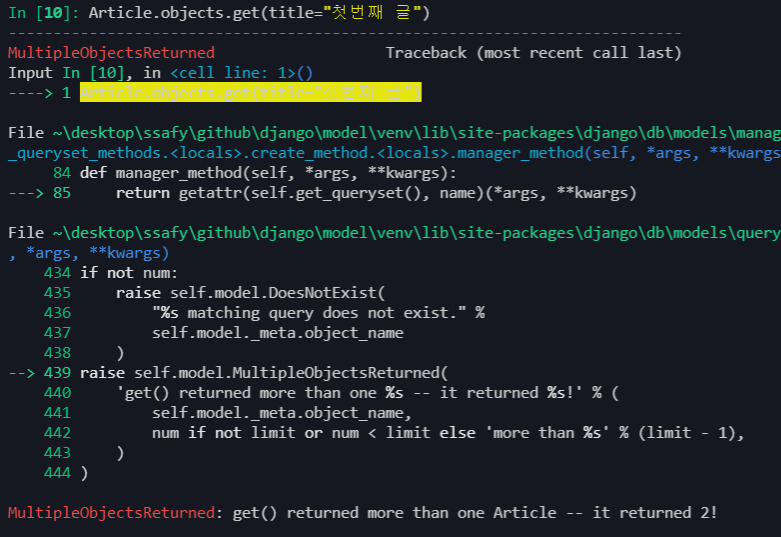 In [10]: Article.objects.get(title="첫번째 글")
---------------------------------------------------------------------------
MultipleObjectsReturned                   Traceback (most recent call last)
Input In [10], in <cell line: 1>()
----> 1 Article.objects.get(title="첫번째 글")
File ~\desktop\ssafy\github\django\model\venv\lib\site-packages\django\db\models\manag
_queryset_methods.<locals>.create_method.<locals>.manager_method(self, *args, **kwargs
     84 def manager_method(self, *args, **kwargs):
---> 85     return getattr(self.get_queryset(), name)(*args, **kwargs)
File ~\desktop\ssafy\github\django\model\venv\lib\site-packages\django\db\models\query
, *args, **kwargs)
    434 if not num:
    435     raise self.model.DoesNotExist(
    436         "%s matching query does not exist." %
    437         self.model._meta.object_name
    438     )
--> 439 raise self.model.MultipleObjectsReturned(
    440     'get() returned more than one %s -- it returned %s!' % (
    441         self.model._meta.object_name,
    442         num if not limit or num < limit else 'more than %s' % (limit - 1),
    443     )
    444 )
MultipleObjectsReturned: get() returned more than one Article -- it returned 2!